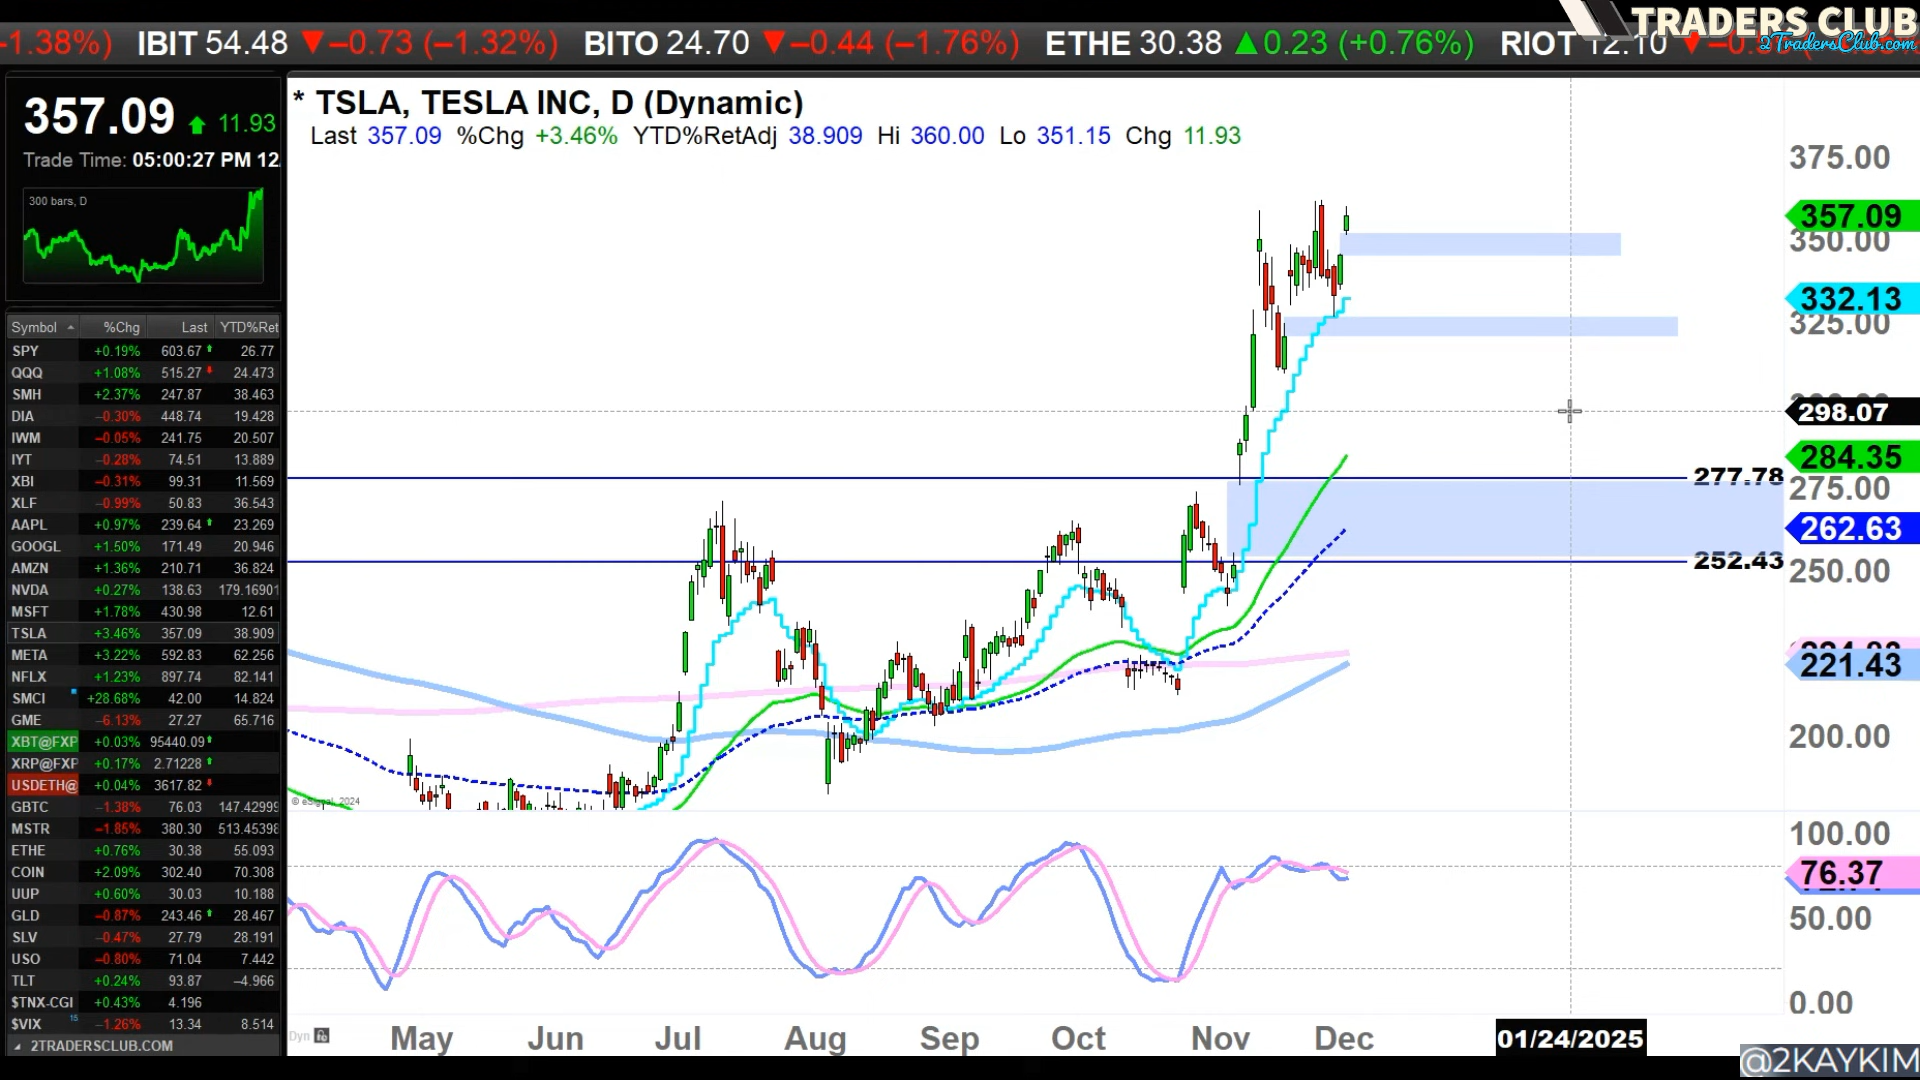 TRADERS CLUB
2TradersClub.com
-1.38%) IBIT 54.48 ▼-0.73 (-1.32%) BITO 24.70 ▼-0.44 (-1.76%) ETHE 30.38 ▲0.23 (+0.76%) RIOT 12.10
357.09 11.93
Trade Time: 05:00:27 PM 12
300 bars, D
* TSLA, TESLA INC, D (Dynamic)
Last 357.09 %Chg +3.46% YTD%RetAdj 38.909 Hi 360.00 Lo 351.15 Chg 11.93
Symbol %Chg Last YTD%Ret
SPY +0.19% 603.67 26.77
QQQ +1.08% 515.27 24.473
SMH +2.37% 247.87 38.463
DIA -0.30% 448.74 19.428
IWM -0.05% 241.75 20.507
IYT -0.28% 74.51 13.889
XBI -0.31% 99.31 11.569
XLF -0.99% 50.83 36.543
AAPL +0.97% 239.64 23.269
GOOGL +1.50% 171.49 20.946
AMZN +1.36% 210.71 36.824
NVDA +0.27% 138.63 179.16901
MSFT +1.78% 430.98 12.61
TSLA +3.46% 357.09 38.909
META +3.22% 592.83 62.256
NFLX +1.23% 897.74 82.141
SMCI +28.68% 42.00 14.824
GME -6.13% 27.27 65.716
XBT@FXP +0.03% 95440.09
XRP@FXP +0.17% 2.71228
USDETH@ +0.04% 3617.82
GBTC -1.38% 76.03 147.42999
MSTR -1.85% 380.30 513.45398
ETHE +0.76% 30.38 55.093
COIN +2.09% 302.40 70.308
UUP +0.60% 30.03 10.188
GLD -0.87% 243.46 28.467
SLV -0.47% 27.79 28.191
USO -0.80% 71.04 7.442
TLT +0.24% 93.87 -4.966
$TNX-CGI +0.43% 4.196
$VIX 15 -1.26% 13.34 8.514
2TRADERSCLUB.COM
375.00
357.09
350.00
332.13
325.00
298.07
284.35
277.78
275.00
262.63
252.43
250.00
221.43
200.00
© eSignal, 2024
100.00
76.37
50.00
0.00
Dyn
May Jun Jul Aug Sep Oct Nov Dec 01/24/2025
@2KAYKIM